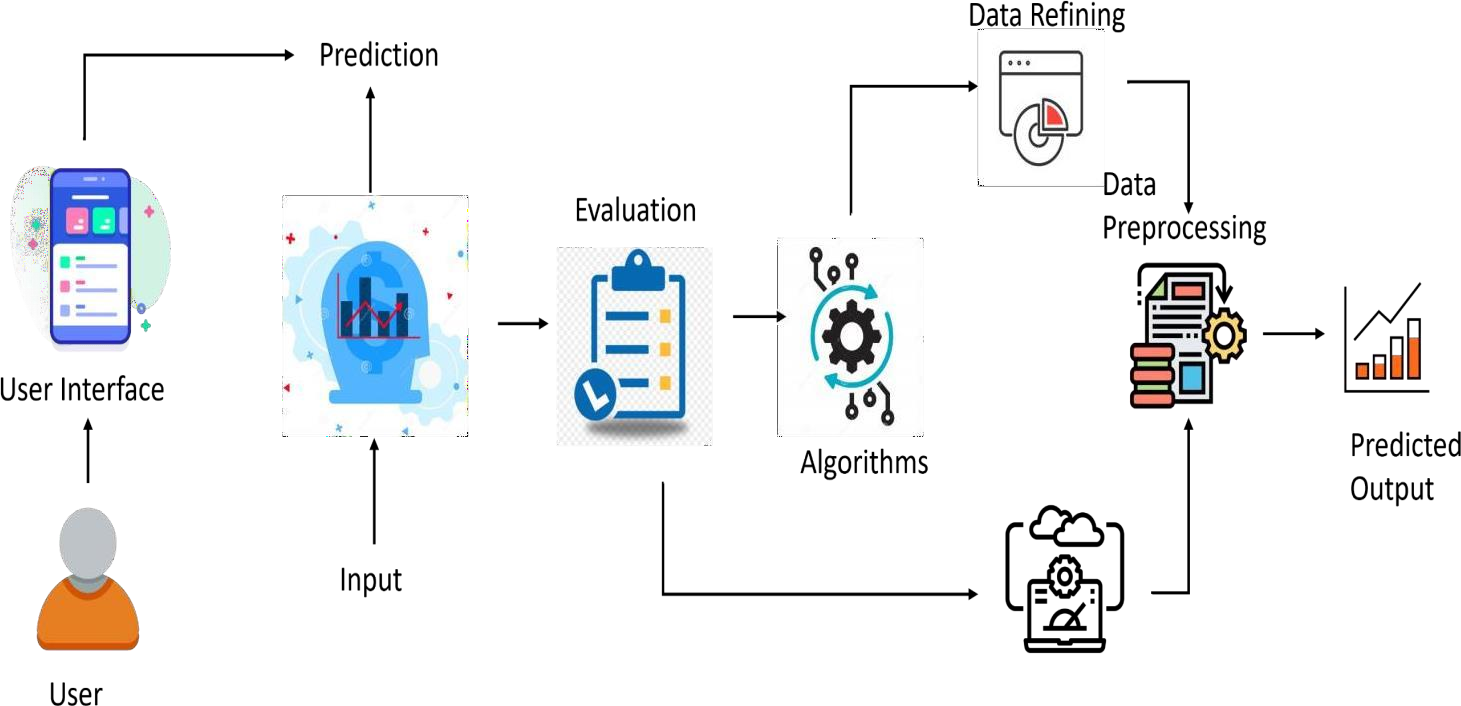 Data Refining
Prediction
Data
Preprocessing
Evaluation
User Interface
Algorithms
Predicted
Output
Input
User